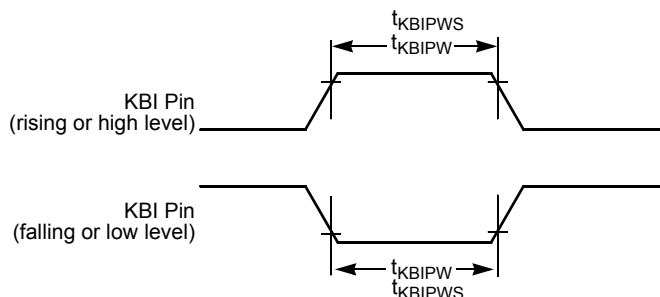 tKBIPWS
tKBIPW
KBI Pin
(rising or high level)
KBI Pin
(falling or low level)
tKBIPW
tKBIPWS